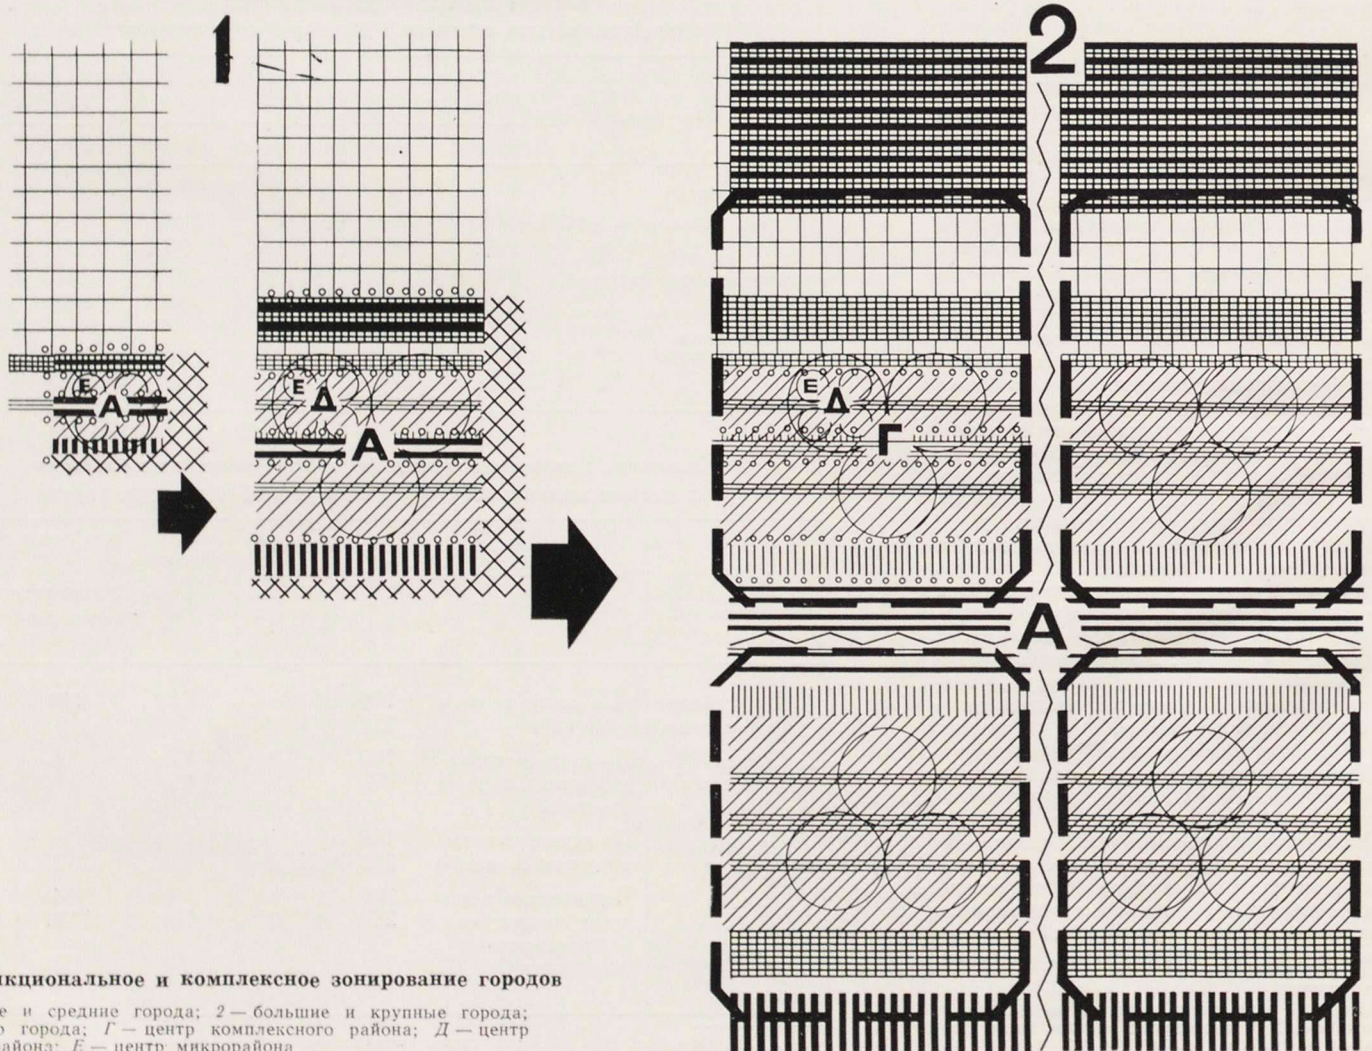 1
2
Е
А
Е
Д
А
Е
Д
Г
А
кциональное и комплексное зонирование городов
е и средние города; 2 — большие и крупные города;
города; Г — центр комплексного района; Д — центр
района; Е — центр микрорайона